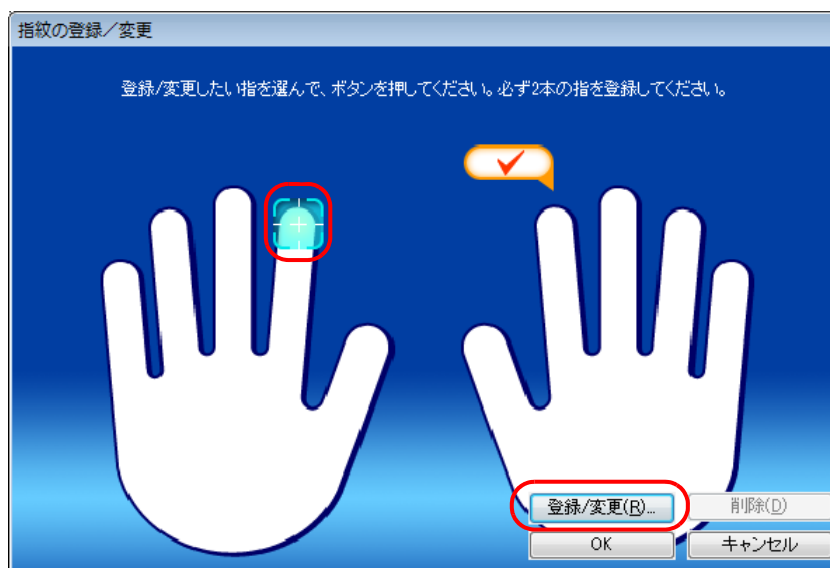 指紋の登録／変更
登録/変更したい指を選んで、ボタンを押してください。必ず2本の指を登録してください。
登録/変更(R)...
削除(D)
OK
キャンセル